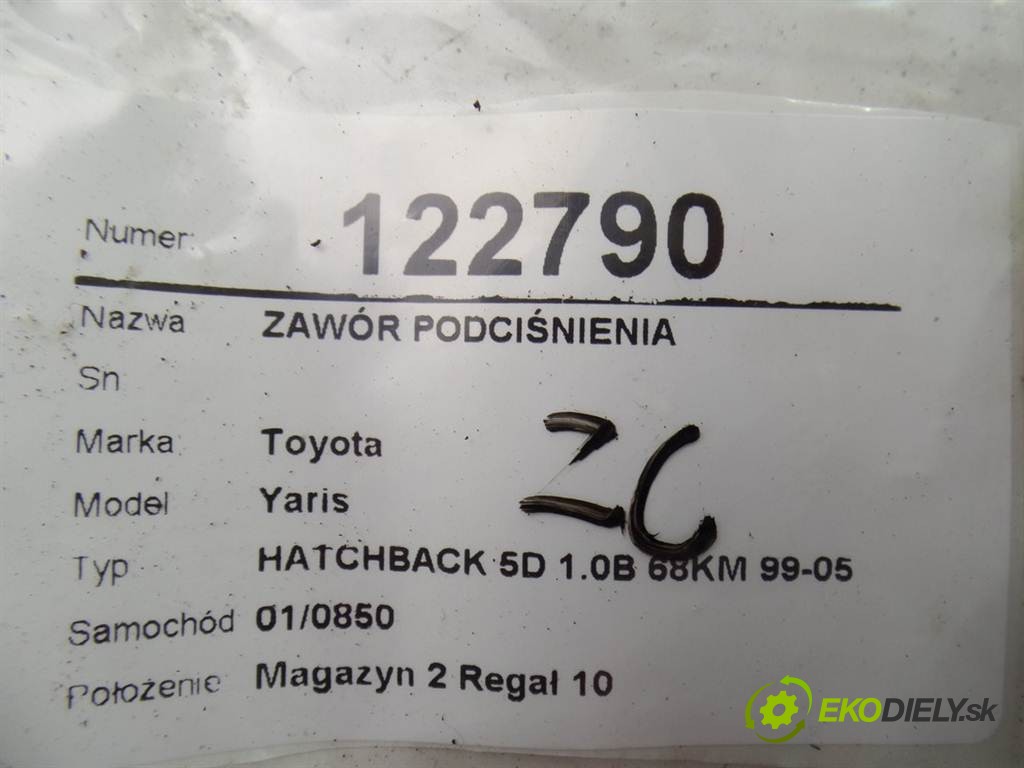 Numer: 122790
Nazwa ZAWÓR PODCIŚNIENIA
Sn
Marka Toyota
Model Yaris
Typ HATCHBACK 5D 1.0B 68KM 99-05
Samochód 01/0850
Położenie Magazyn 2 Regał 10
EKODIELY.sk